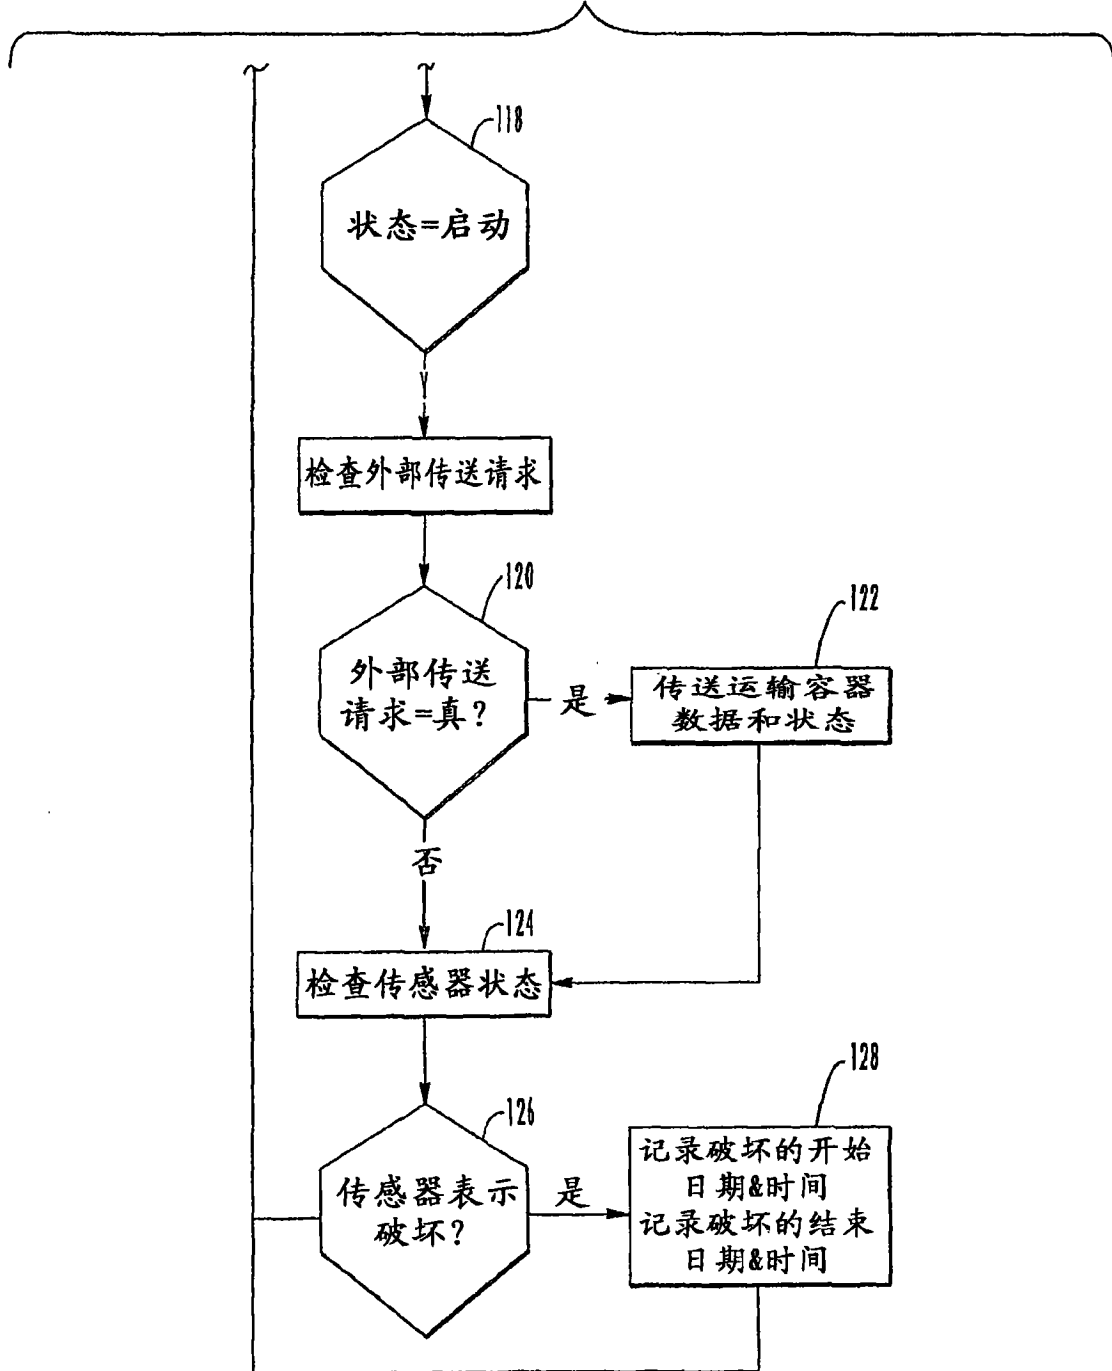 118
状态=启动
Y
检查外部传送请求
120
外部传送
请求=真?
是
122
传送运输容器
数据和状态
否
124
检查传感器状态
126
传感器表示
破坏?
是
128
记录破坏的开始
日期&时间
记录破坏的结束
日期&时间